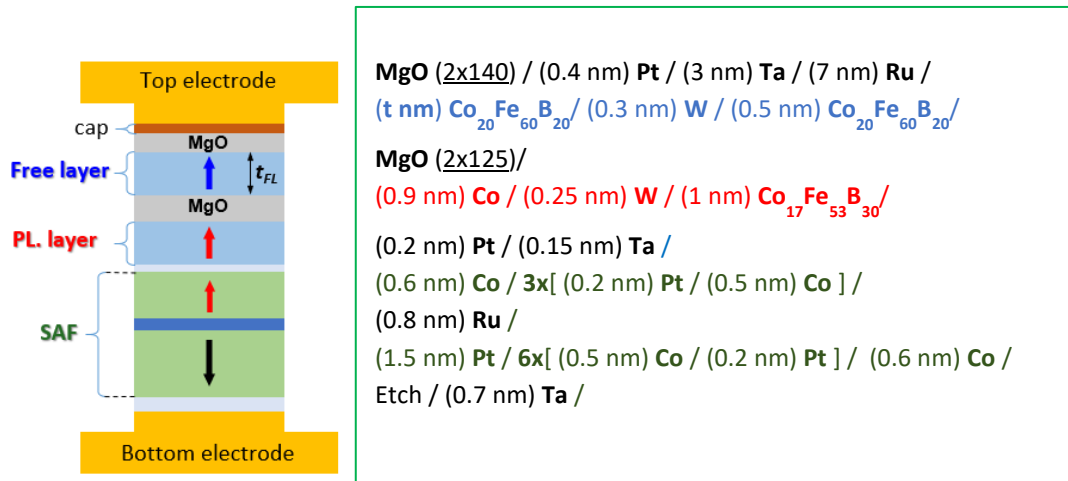 Top electrode
cap
MgO
Free layer
t_FL
MgO
PL. layer
SAF
Bottom electrode
MgO (2x140) / (0.4 nm) Pt / (3 nm) Ta / (7 nm) Ru /
(t nm) Co20Fe60B20/ (0.3 nm) W / (0.5 nm) Co20Fe60B20/
MgO (2x125)/
(0.9 nm) Co / (0.25 nm) W / (1 nm) Co17Fe53B30/
(0.2 nm) Pt / (0.15 nm) Ta /
(0.6 nm) Co / 3x[ (0.2 nm) Pt / (0.5 nm) Co ] /
(0.8 nm) Ru /
(1.5 nm) Pt / 6x[ (0.5 nm) Co / (0.2 nm) Pt ] / (0.6 nm) Co /
Etch / (0.7 nm) Ta /